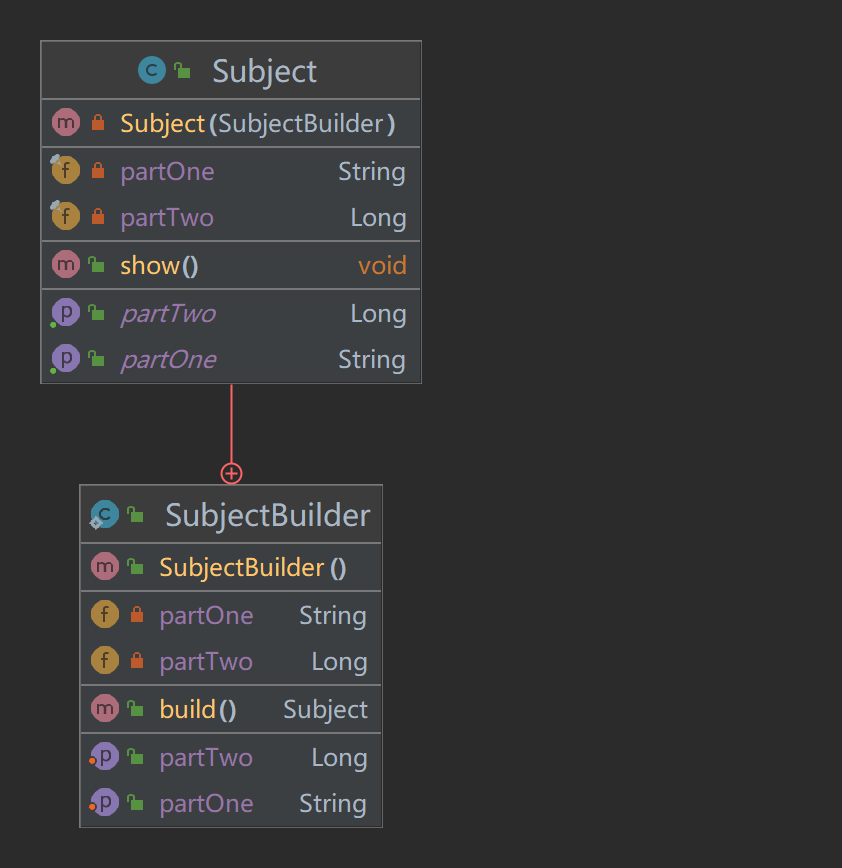 Subject
Subject(SubjectBuilder)
partOne String
partTwo Long
show() void
partTwo Long
partOne String
SubjectBuilder
SubjectBuilder()
partOne String
partTwo Long
build() Subject
partTwo Long
partOne String